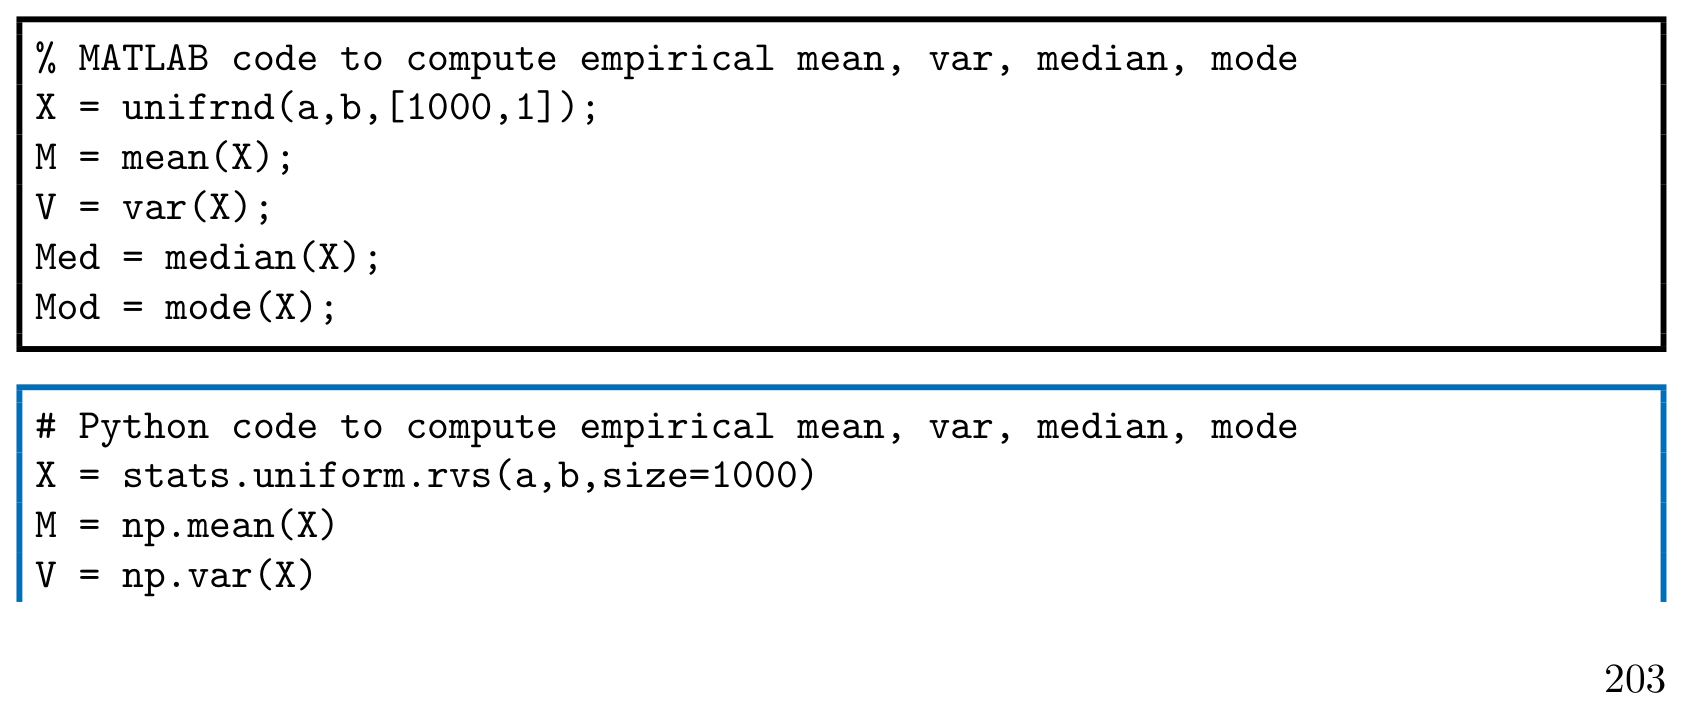 % MATLAB code to compute empirical mean, var, median, mode
X = unifrnd(a,b,[1000,1]);
M = mean(X);
V = var(X);
Med = median(X);
Mod = mode(X);
# Python code to compute empirical mean, var, median, mode
X = stats.uniform.rvs(a,b,size=1000)
M = np.mean(X)
V = np.var(X)
203